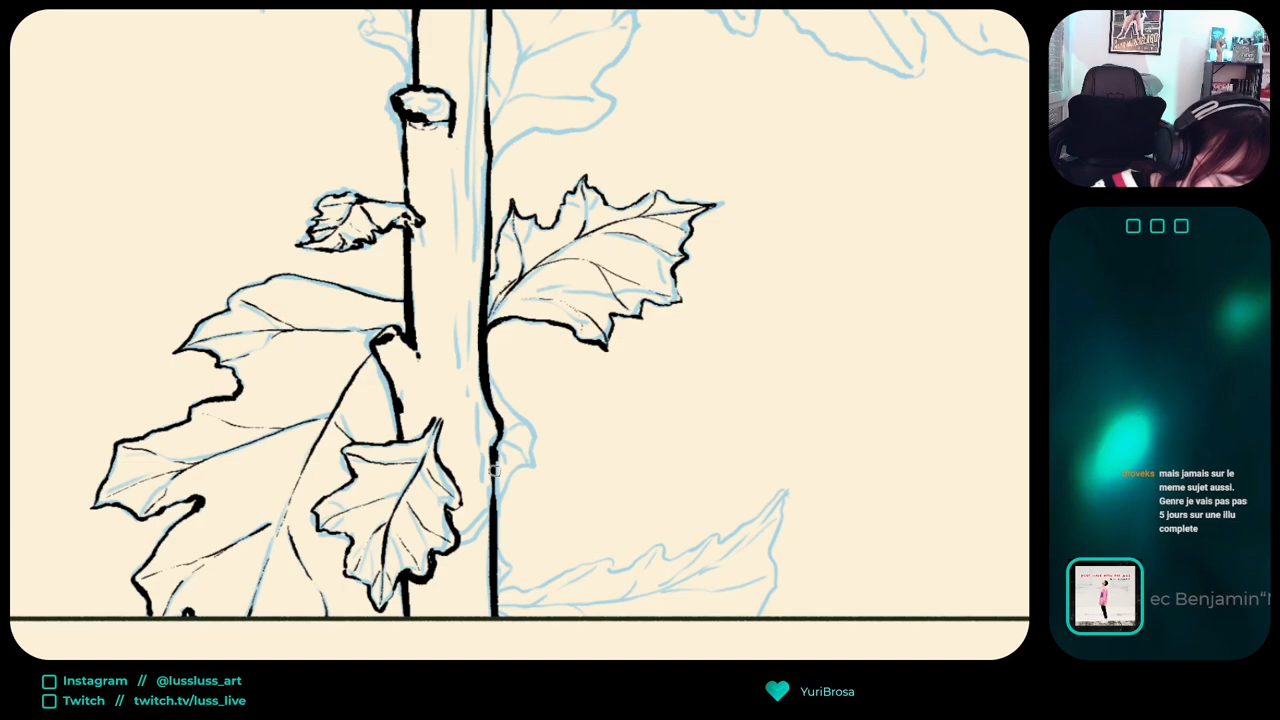 mais jamais sur le
meme sujet aussi.
Genre je vais pas pas
5 jours sur une illu
complete
ec Benjamin“
Instagram // @lussluss_art
Twitch // twitch.tv/luss_live
YuriBrosa